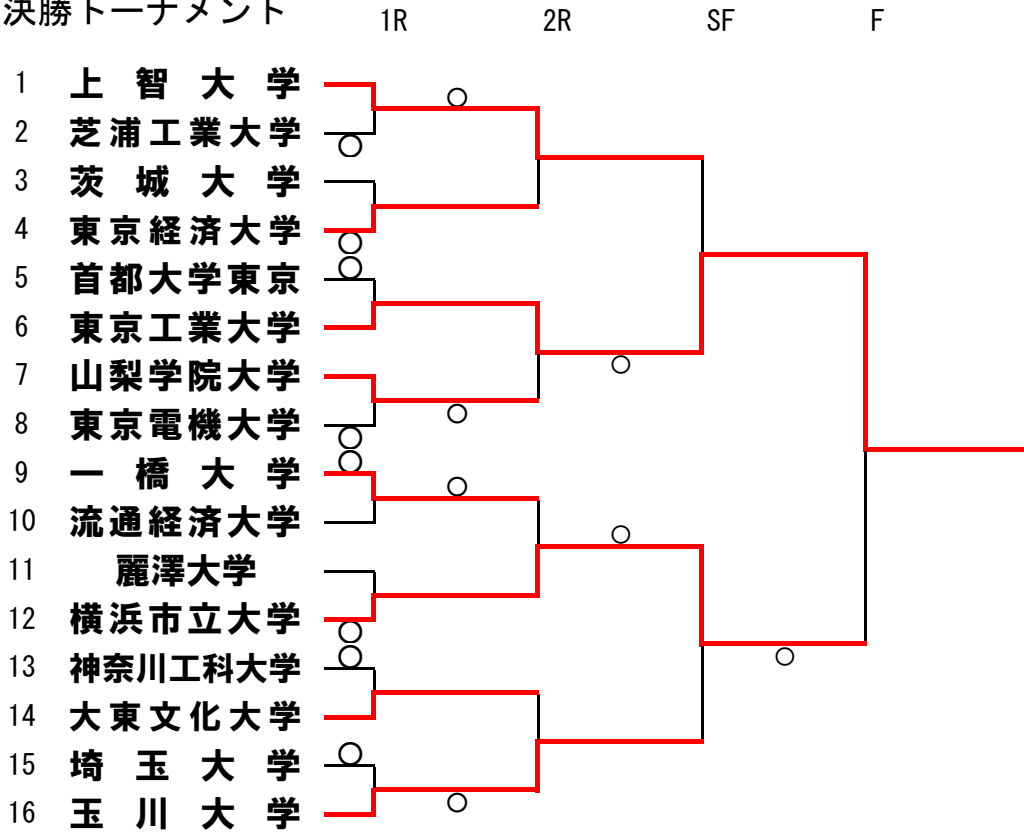 決勝トーナメント 1R 2R SF F
1 上智大学
2 芝浦工業大学
3 茨城大学
4 東京経済大学
5 首都大学東京
6 東京工業大学
7 山梨学院大学
8 東京電機大学
9 一橋大学
10 流通経済大学
11 麗澤大学
12 横浜市立大学
13 神奈川工科大学
14 大東文化大学
15 埼玉大学
16 玉川大学